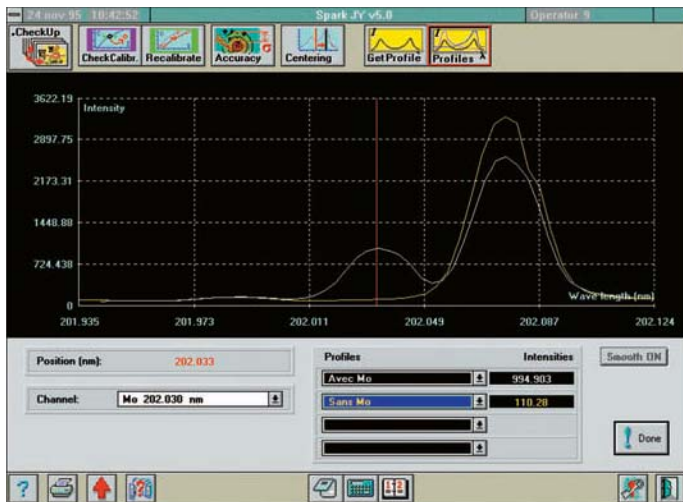 24 nov 95 10:42:52 Spark JY v5.0 Operator 9
.CheckUp CheckCalibr. Recalibrate Accuracy Centering GetProfile Profiles λ
3622.19
Intensity
2897.75
2173.31
1448.88
724.438
0
Wave length (nm)
201.935 201.973 202.011 202.049 202.087 202.124
Position (nm): 202.033
Channel: Mo 202.030 nm
Profiles Intensities
Avec Mo 994.903
Sans Mo 110.28
Smooth ON
Done